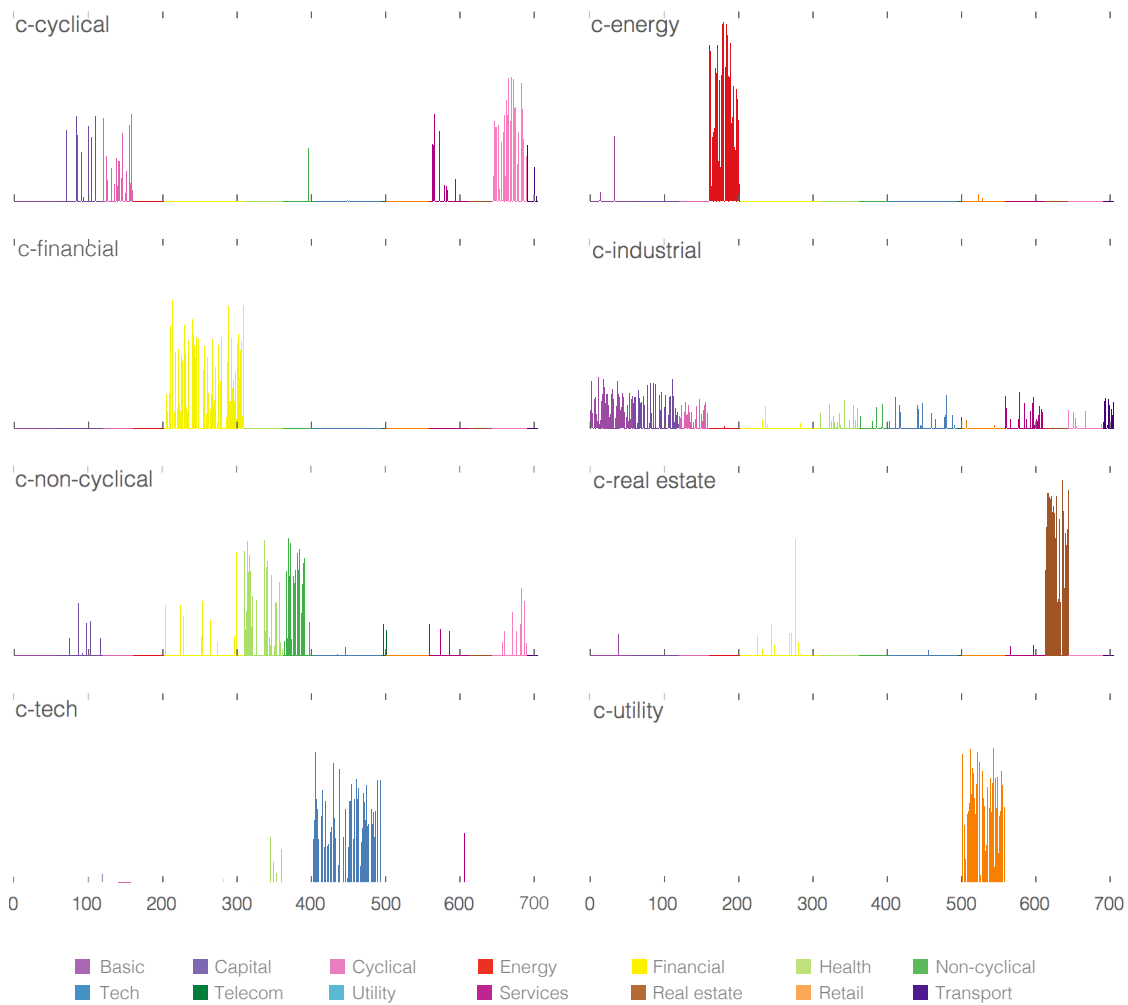 c-cyclical c-energy
c-financial c-industrial
c-non-cyclical c-real estate
c-tech c-utility
0 100 200 300 400 500 600 700 0 100 200 300 400 500 600 700
Basic Capital Cyclical Energy Financial Health Non-cyclical
Tech Telecom Utility Services Real estate Retail Transport